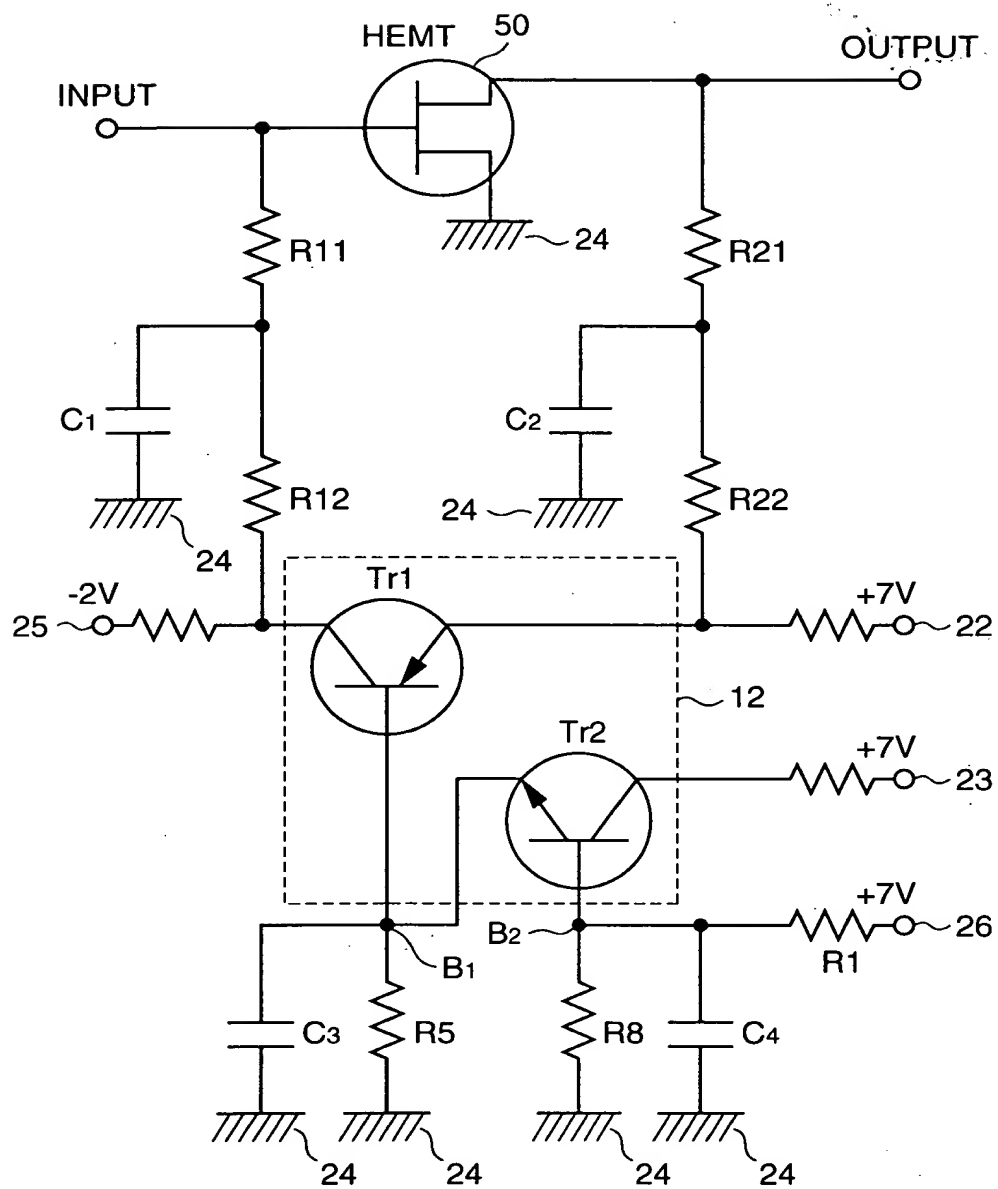 50
HEMT
OUTPUT
INPUT
24
R11
R21
C1
C2
R12
24
R22
24
-2V
Tr1
+7V
25
22
12
Tr2
+7V
23
+7V
B2
26
B1
R1
C3
R5
R8
C4
24
24
24
24